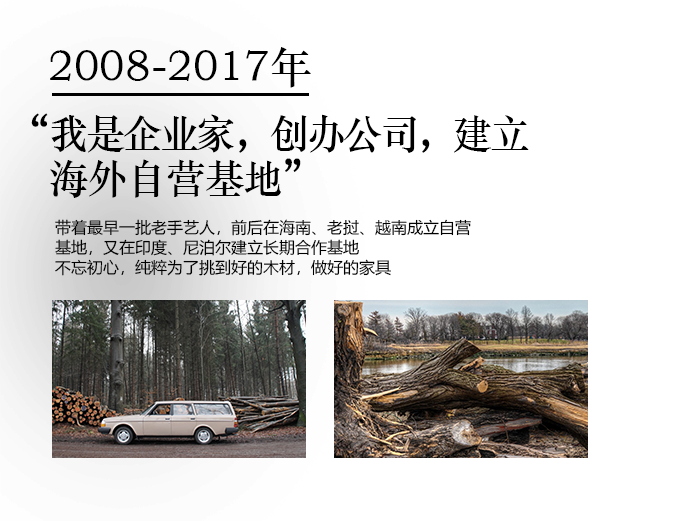 2008-2017年
“我是企业家，创办公司，建立
海外自营基地”
带着最早一批老手艺人，前后在海南、老挝、越南成立自营
基地，又在印度、尼泊尔建立长期合作基地
不忘初心，纯粹为了挑到好的木材，做好的家具